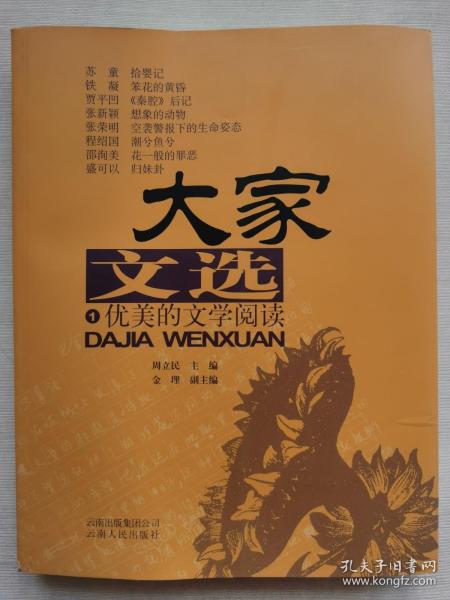 苏童 拾婴记
铁凝 笨花的黄昏
贾平凹 《秦腔》后记
张新颖 想象的动物
张荣明 空袭警报下的生命姿态
程绍国 潮兮鱼兮
邵洵美 花一般的罪恶
盛可以 归妹卦
大家
文选
1 优美的文学阅读
DAJIA WENXUAN
周立民 主编
金理 副主编
云南出版集团公司
云南人民出版社
孔夫子旧书网
www.kongfz.com